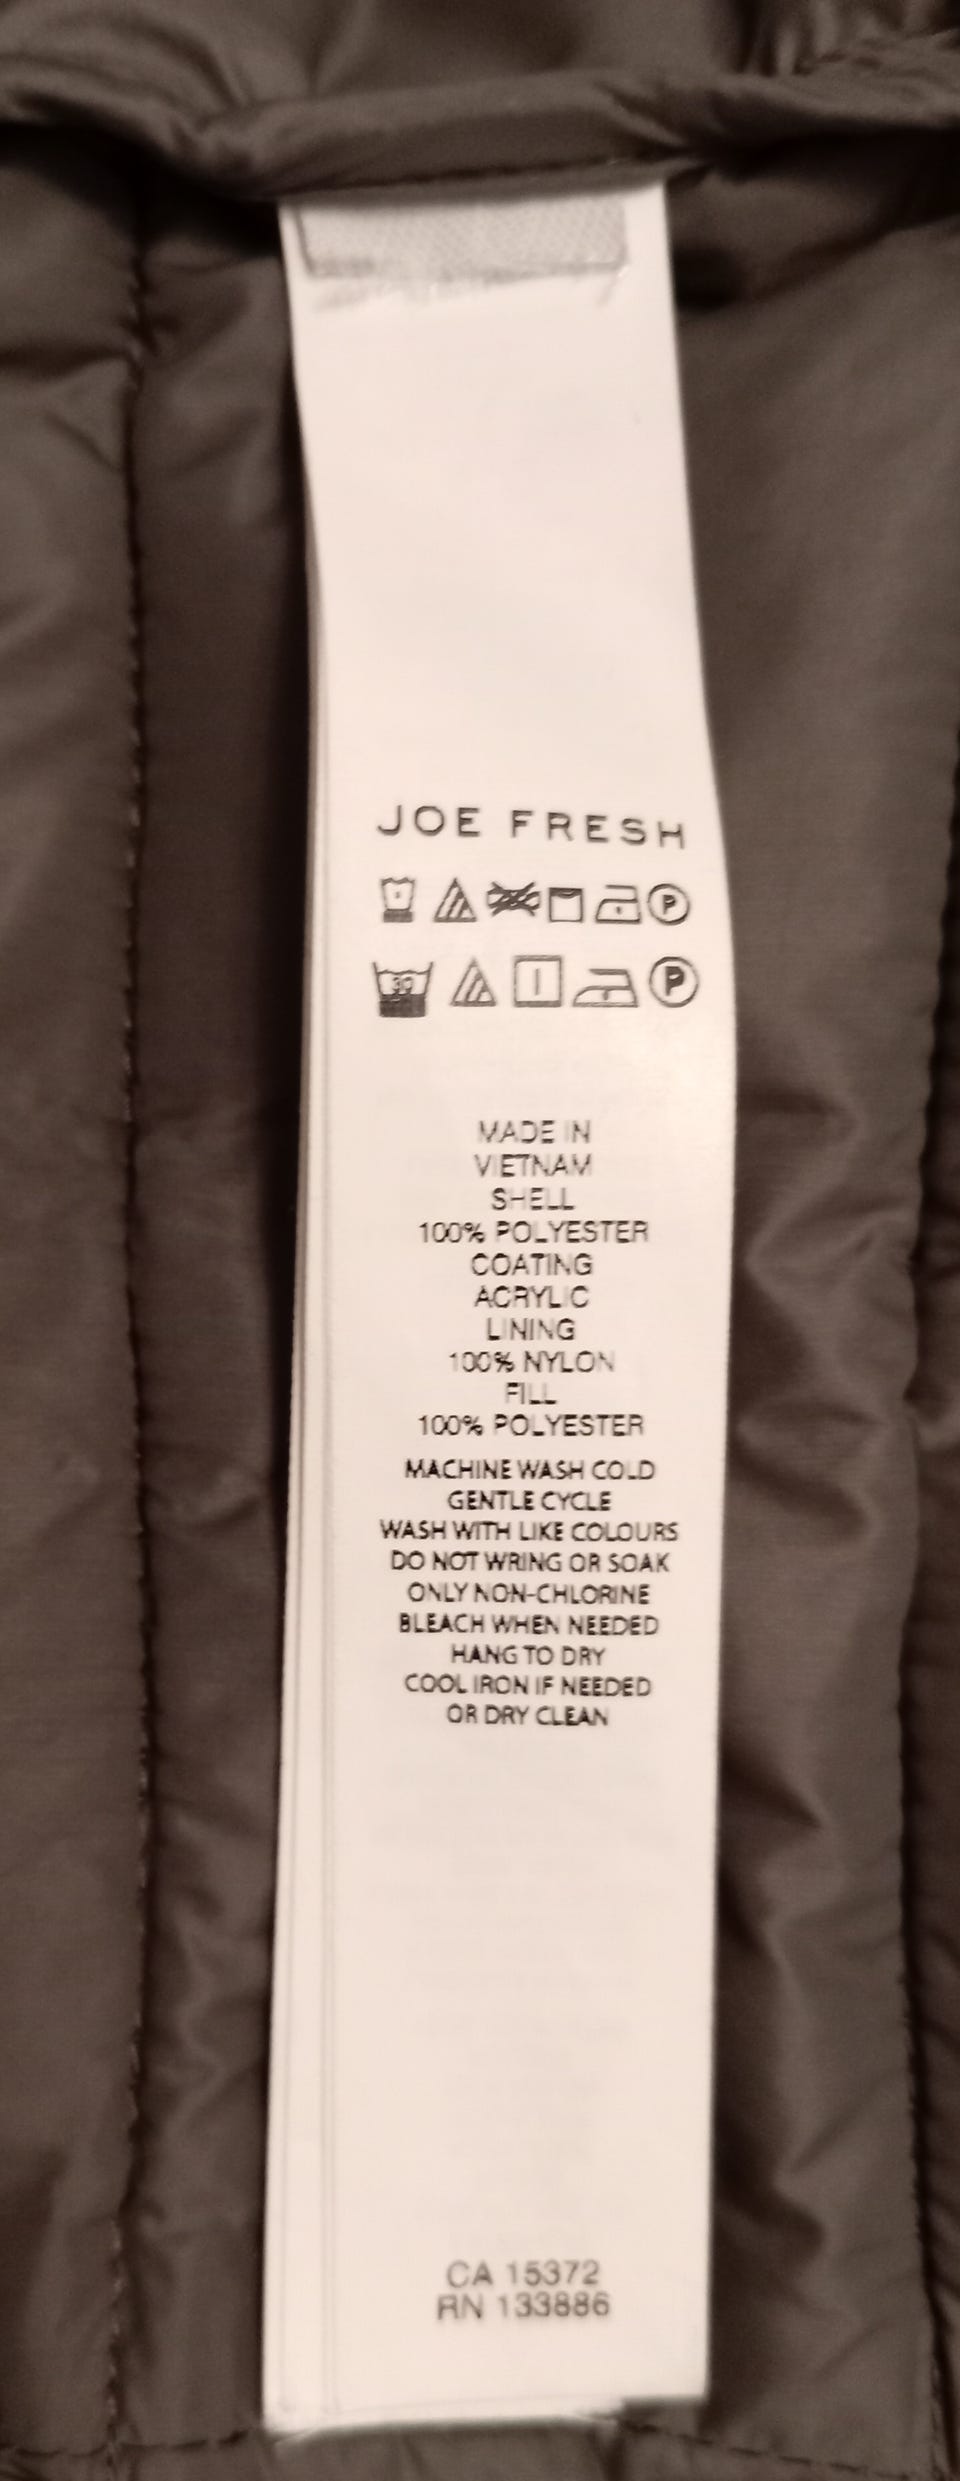 JOE FRESH
P
30 P
MADE IN
VIETNAM
SHELL
100% POLYESTER
COATING
ACRYLIC
LINING
100% NYLON
FILL
100% POLYESTER
MACHINE WASH COLD
GENTLE CYCLE
WASH WITH LIKE COLOURS
DO NOT WRING OR SOAK
ONLY NON-CHLORINE
BLEACH WHEN NEEDED
HANG TO DRY
COOL IRON IF NEEDED
OR DRY CLEAN
CA 15372
RN 133886